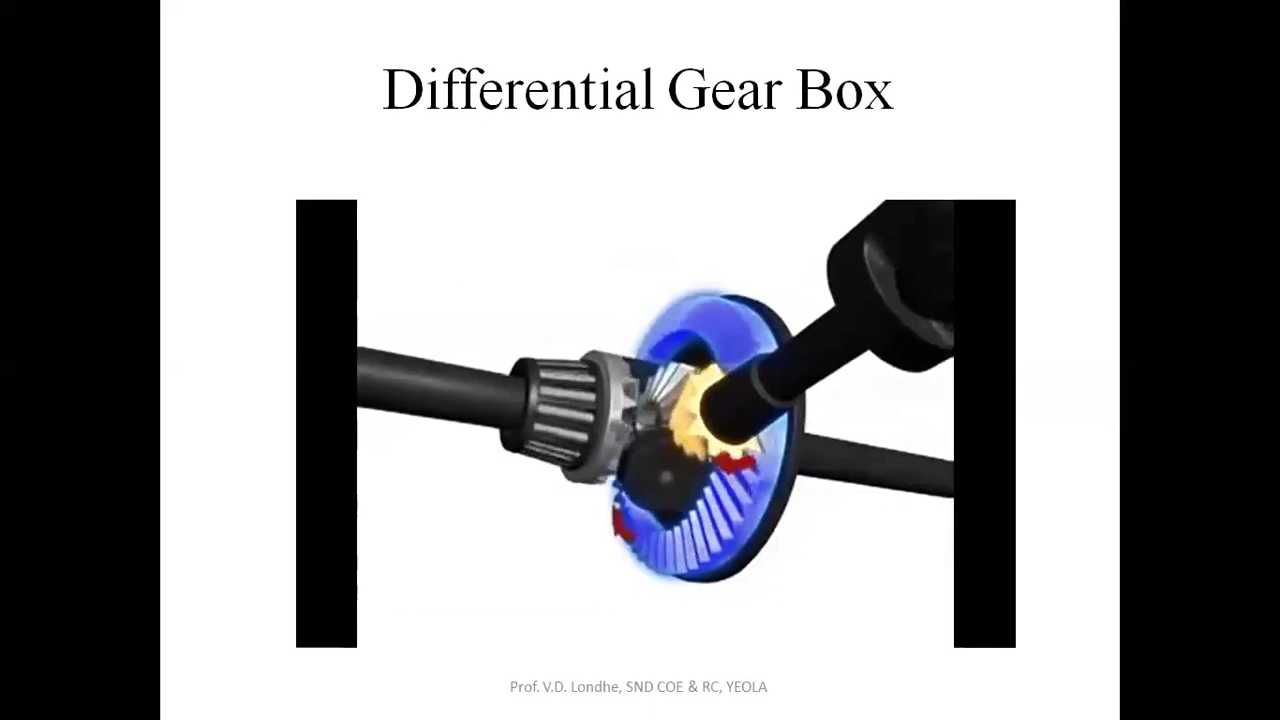 Differential Gear Box
Prof. V.D. Londhe, SND COE & RC, YEOLA